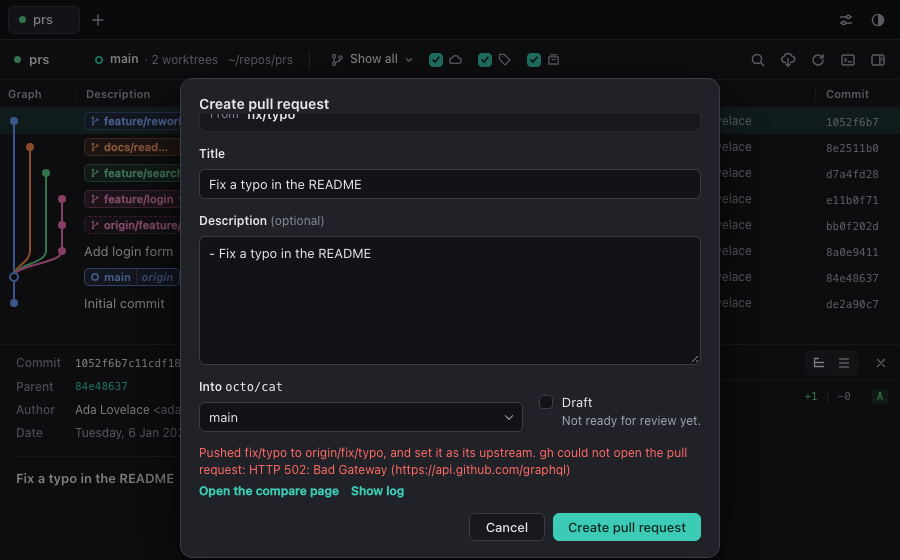 prs
prs main · 2 worktrees ~/repos/prs Show all
Graph Description Commit
feature/rewor 1052f6b7
docs/read... elace 8e2511b0
feature/search elace d7a4fd28
feature/login elace e11b0f71
origin/feature/ elace bb0f202d
Add login form elace 8a0e9411
main origin elace 84e48637
Initial commit elace de2a90c7
Create pull request
From fix/typo
Title
Fix a typo in the README
Description (optional)
- Fix a typo in the README
Into octo/cat
main
Draft
Not ready for review yet.
Pushed fix/typo to origin/fix/typo, and set it as its upstream. gh could not open the pull
request: HTTP 502: Bad Gateway (https://api.github.com/graphql)
Open the compare page Show log
Cancel Create pull request
Commit 1052f6b7c11cdf18
Parent 84e48637
Author Ada Lovelace <ada
Date Tuesday, 6 Jan 202
Fix a typo in the README
+1 −0 A